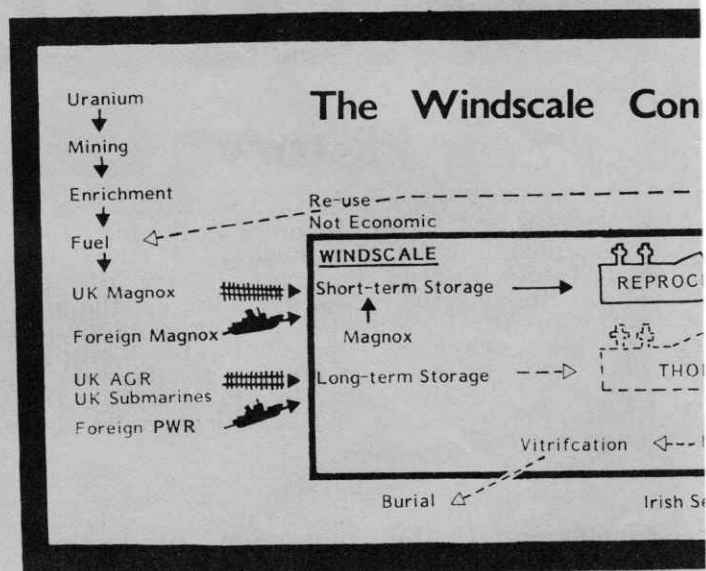 The Windscale Con
Uranium
Mining
Enrichment
Fuel
Re-use
Not Economic
WINDSCALE
UK Magnox
Short-term Storage
REPROC
Foreign Magnox
Magnox
UK AGR
UK Submarines
Long-term Storage
THO
Foreign PWR
Vitrifcation
Burial
Irish Se